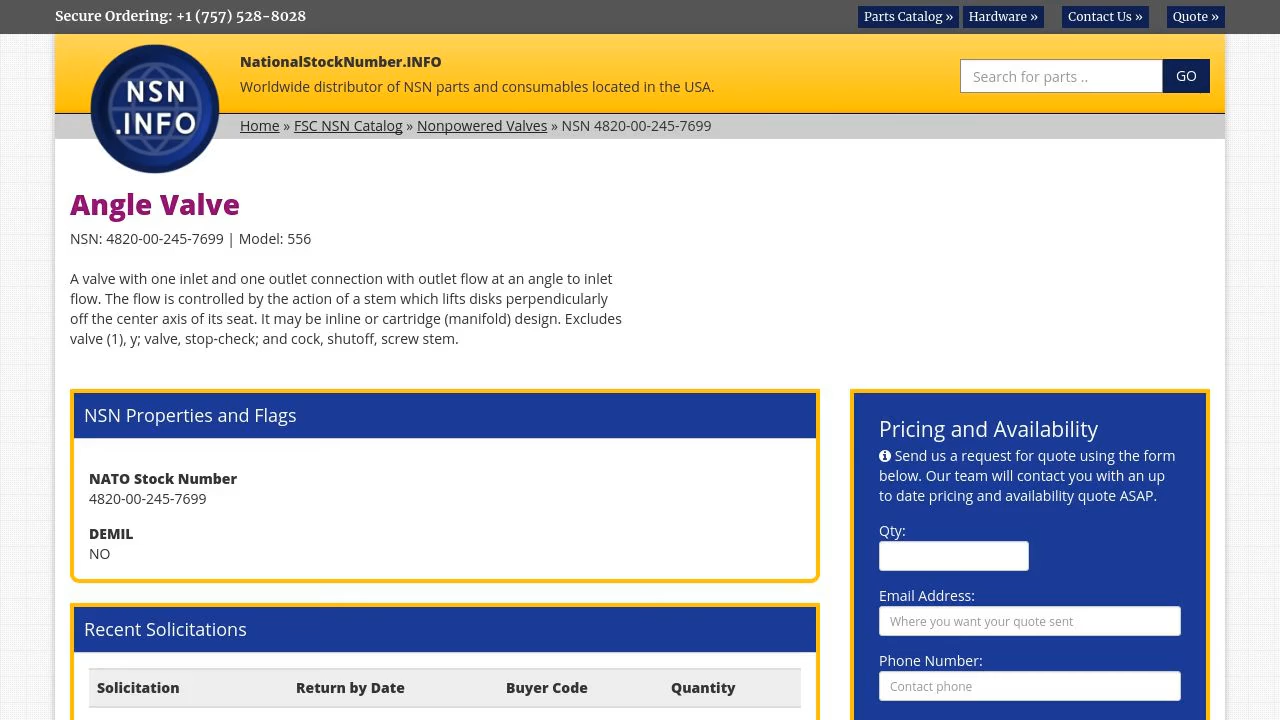 Secure Ordering: +1 (757) 528-8028
Parts Catalog » Hardware » Contact Us » Quote »
NSN
.INFO
NationalStockNumber.INFO
Worldwide distributor of NSN parts and consumables located in the USA.
Search for parts .. GO
Home » FSC NSN Catalog » Nonpowered Valves » NSN 4820-00-245-7699
Angle Valve
NSN: 4820-00-245-7699 | Model: 556
A valve with one inlet and one outlet connection with outlet flow at an angle to inlet
flow. The flow is controlled by the action of a stem which lifts disks perpendicularly
off the center axis of its seat. It may be inline or cartridge (manifold) design. Excludes
valve (1), y; valve, stop-check; and cock, shutoff, screw stem.
NSN Properties and Flags
NATO Stock Number
4820-00-245-7699
DEMIL
NO
Recent Solicitations
Solicitation Return by Date Buyer Code Quantity
Pricing and Availability
Send us a request for quote using the form
below. Our team will contact you with an up
to date pricing and availability quote ASAP.
Qty:
Email Address:
Where you want your quote sent
Phone Number:
Contact phone